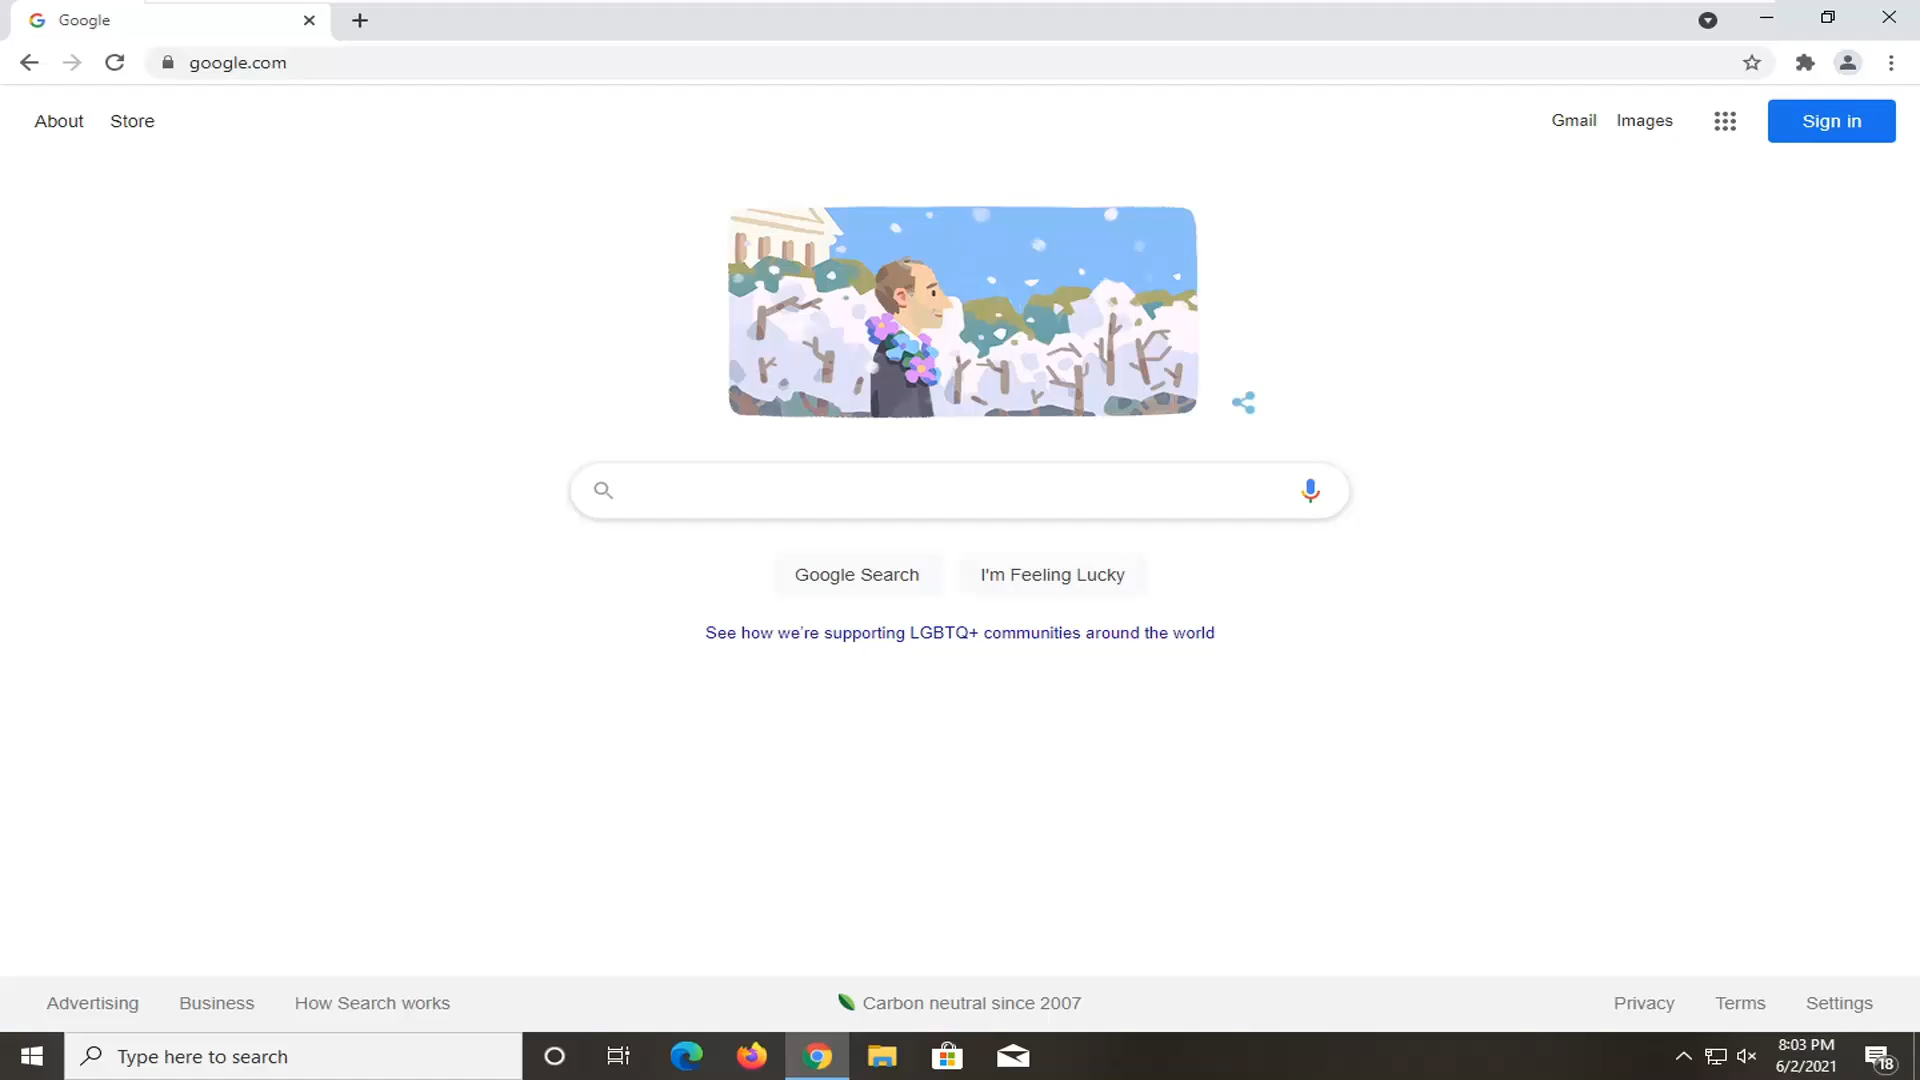 Google
google.com
About Store
Gmail Images Sign in
Google Search I'm Feeling Lucky
See how we're supporting LGBTQ+ communities around the world
Advertising Business How Search works
Carbon neutral since 2007
Privacy Terms Settings
Type here to search
8:03 PM
6/2/2021
18